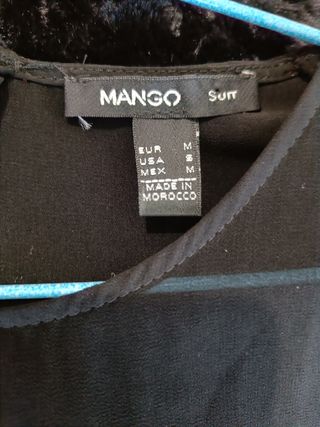 MANGO Suit
EUR M
USA S
MEX M
MADE IN
MOROCCO